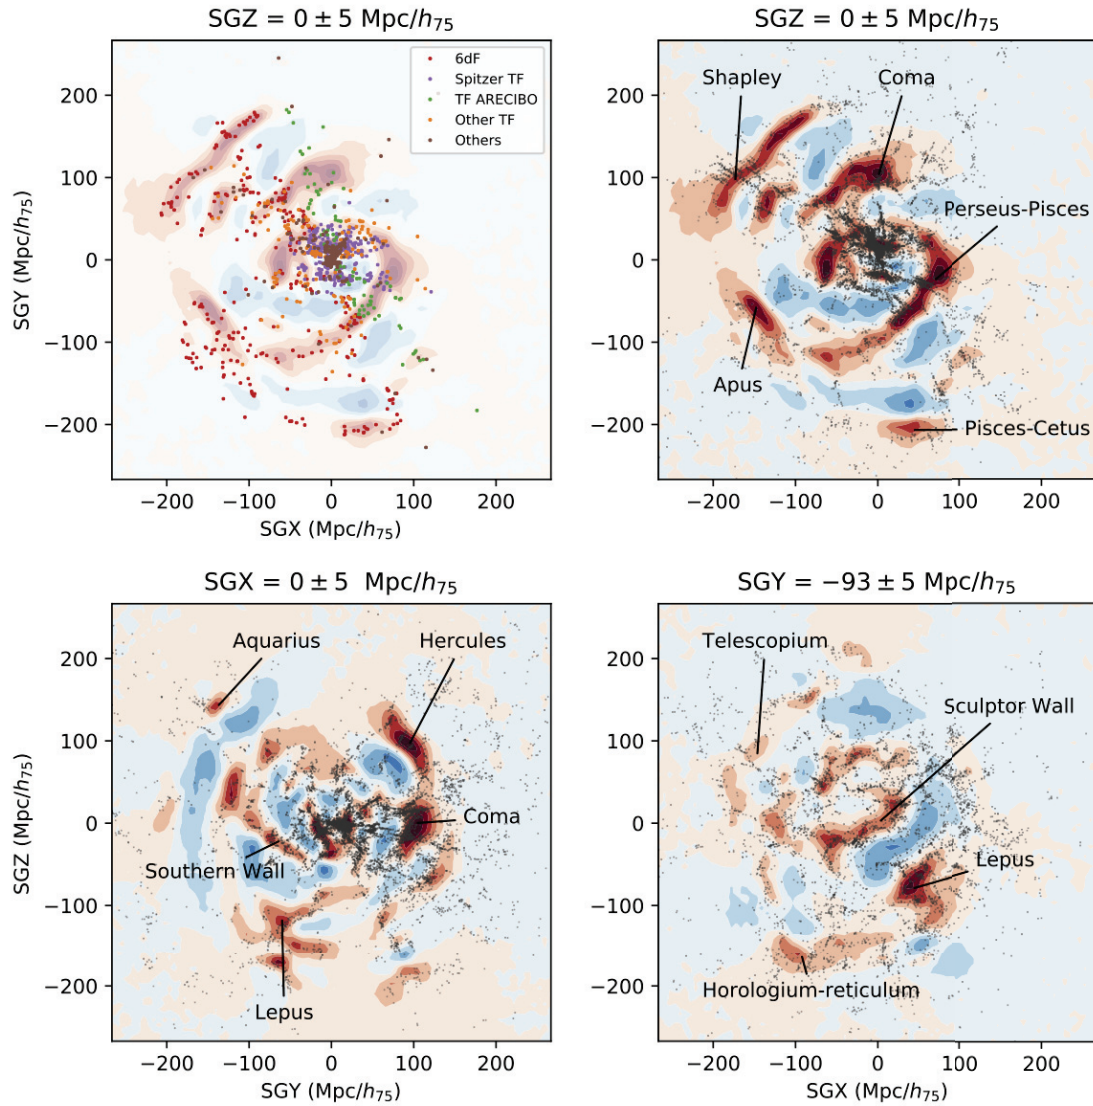 SGZ = 0 ± 5 Mpc/h₇₅
6dF
Spitzer TF
TF ARECIBO
Other TF
Others
200
100
0
−100
−200
SGY (Mpc/h₇₅)
−200 −100 0 100 200
SGX (Mpc/h₇₅)
SGZ = 0 ± 5 Mpc/h₇₅
Shapley
Coma
Perseus-Pisces
Apus
Pisces-Cetus
200
100
0
−100
−200
−200 −100 0 100 200
SGX = 0 ± 5 Mpc/h₇₅
Aquarius
Hercules
Coma
Southern Wall
Lepus
200
100
0
−100
−200
SGZ (Mpc/h₇₅)
−200 −100 0 100 200
SGY (Mpc/h₇₅)
SGY = −93 ± 5 Mpc/h₇₅
Telescopium
Sculptor Wall
Lepus
Horologium-reticulum
200
100
0
−100
−200
−200 −100 0 100 200
SGX (Mpc/h₇₅)